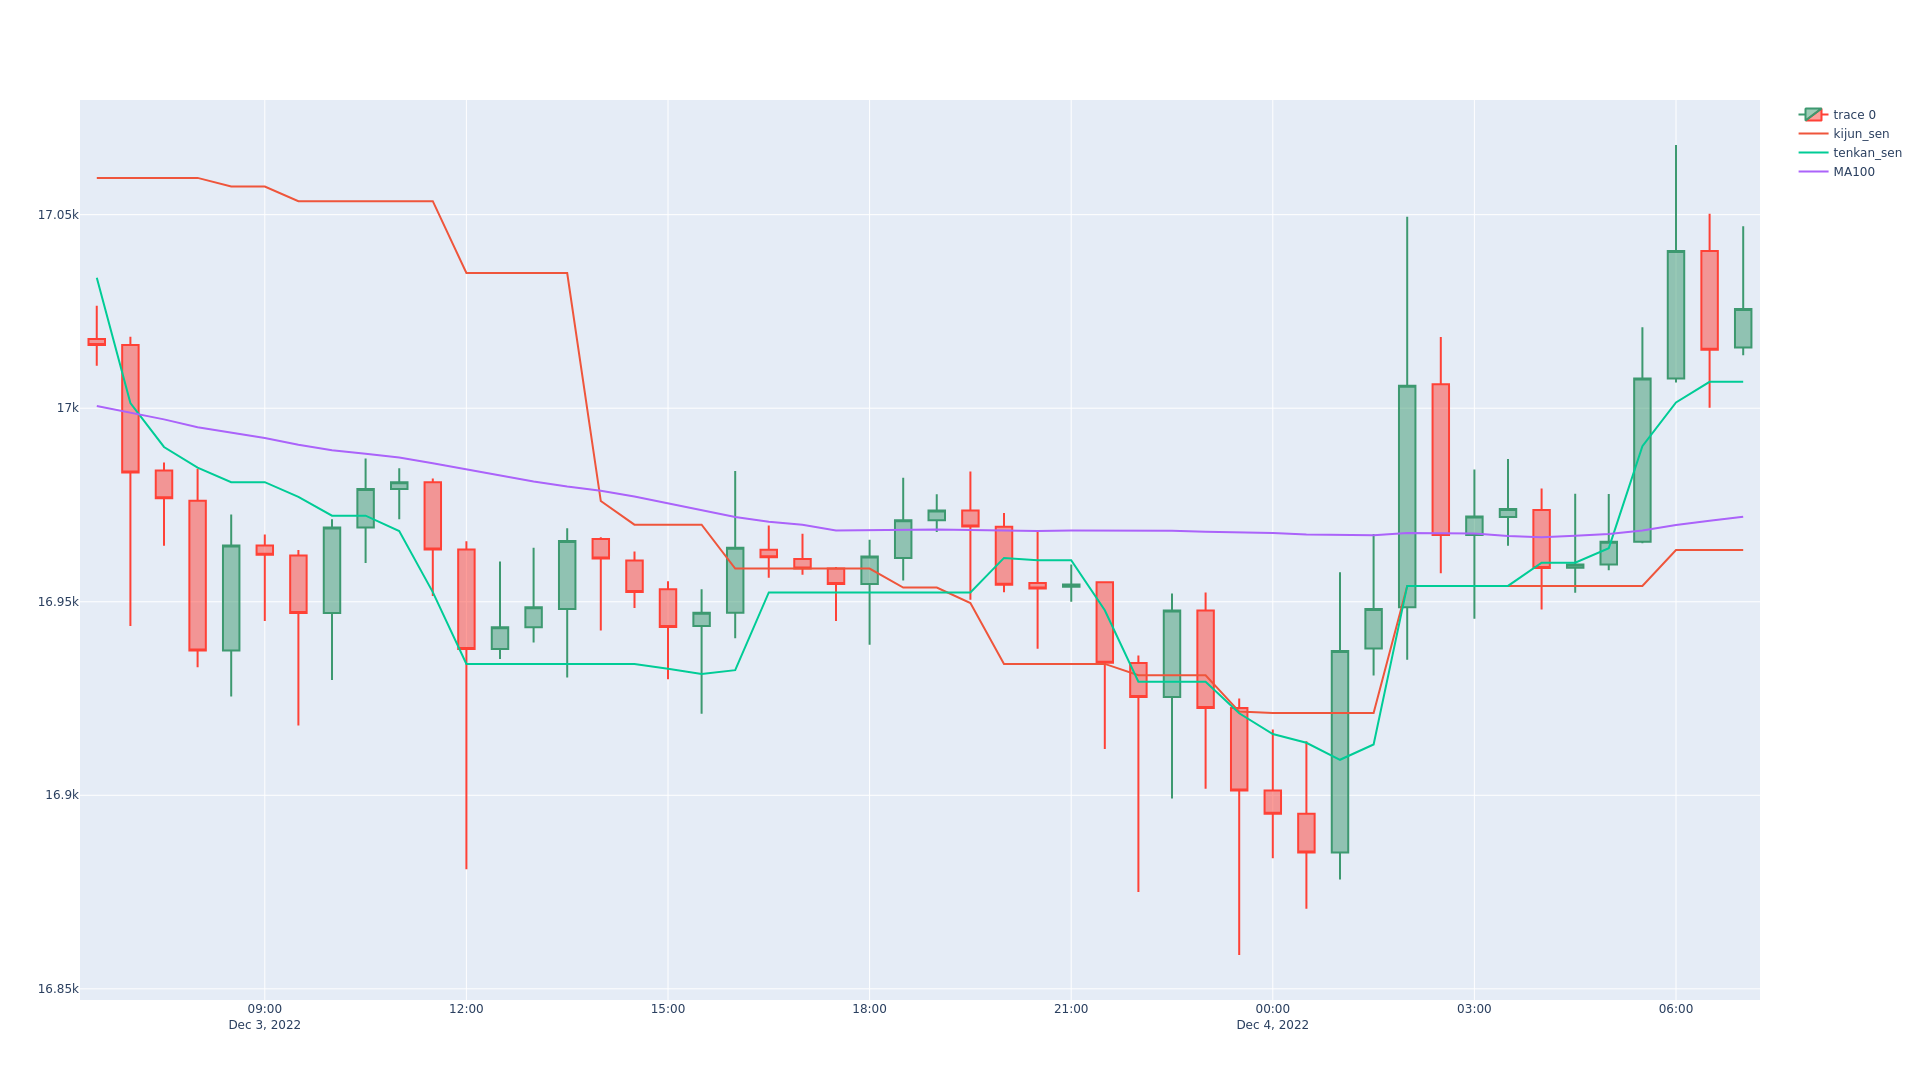 trace 0
kijun_sen
tenkan_sen
MA100
17.05k
17k
16.95k
16.9k
16.85k
09:00 12:00 15:00 18:00 21:00 00:00 03:00 06:00
Dec 3, 2022 Dec 4, 2022